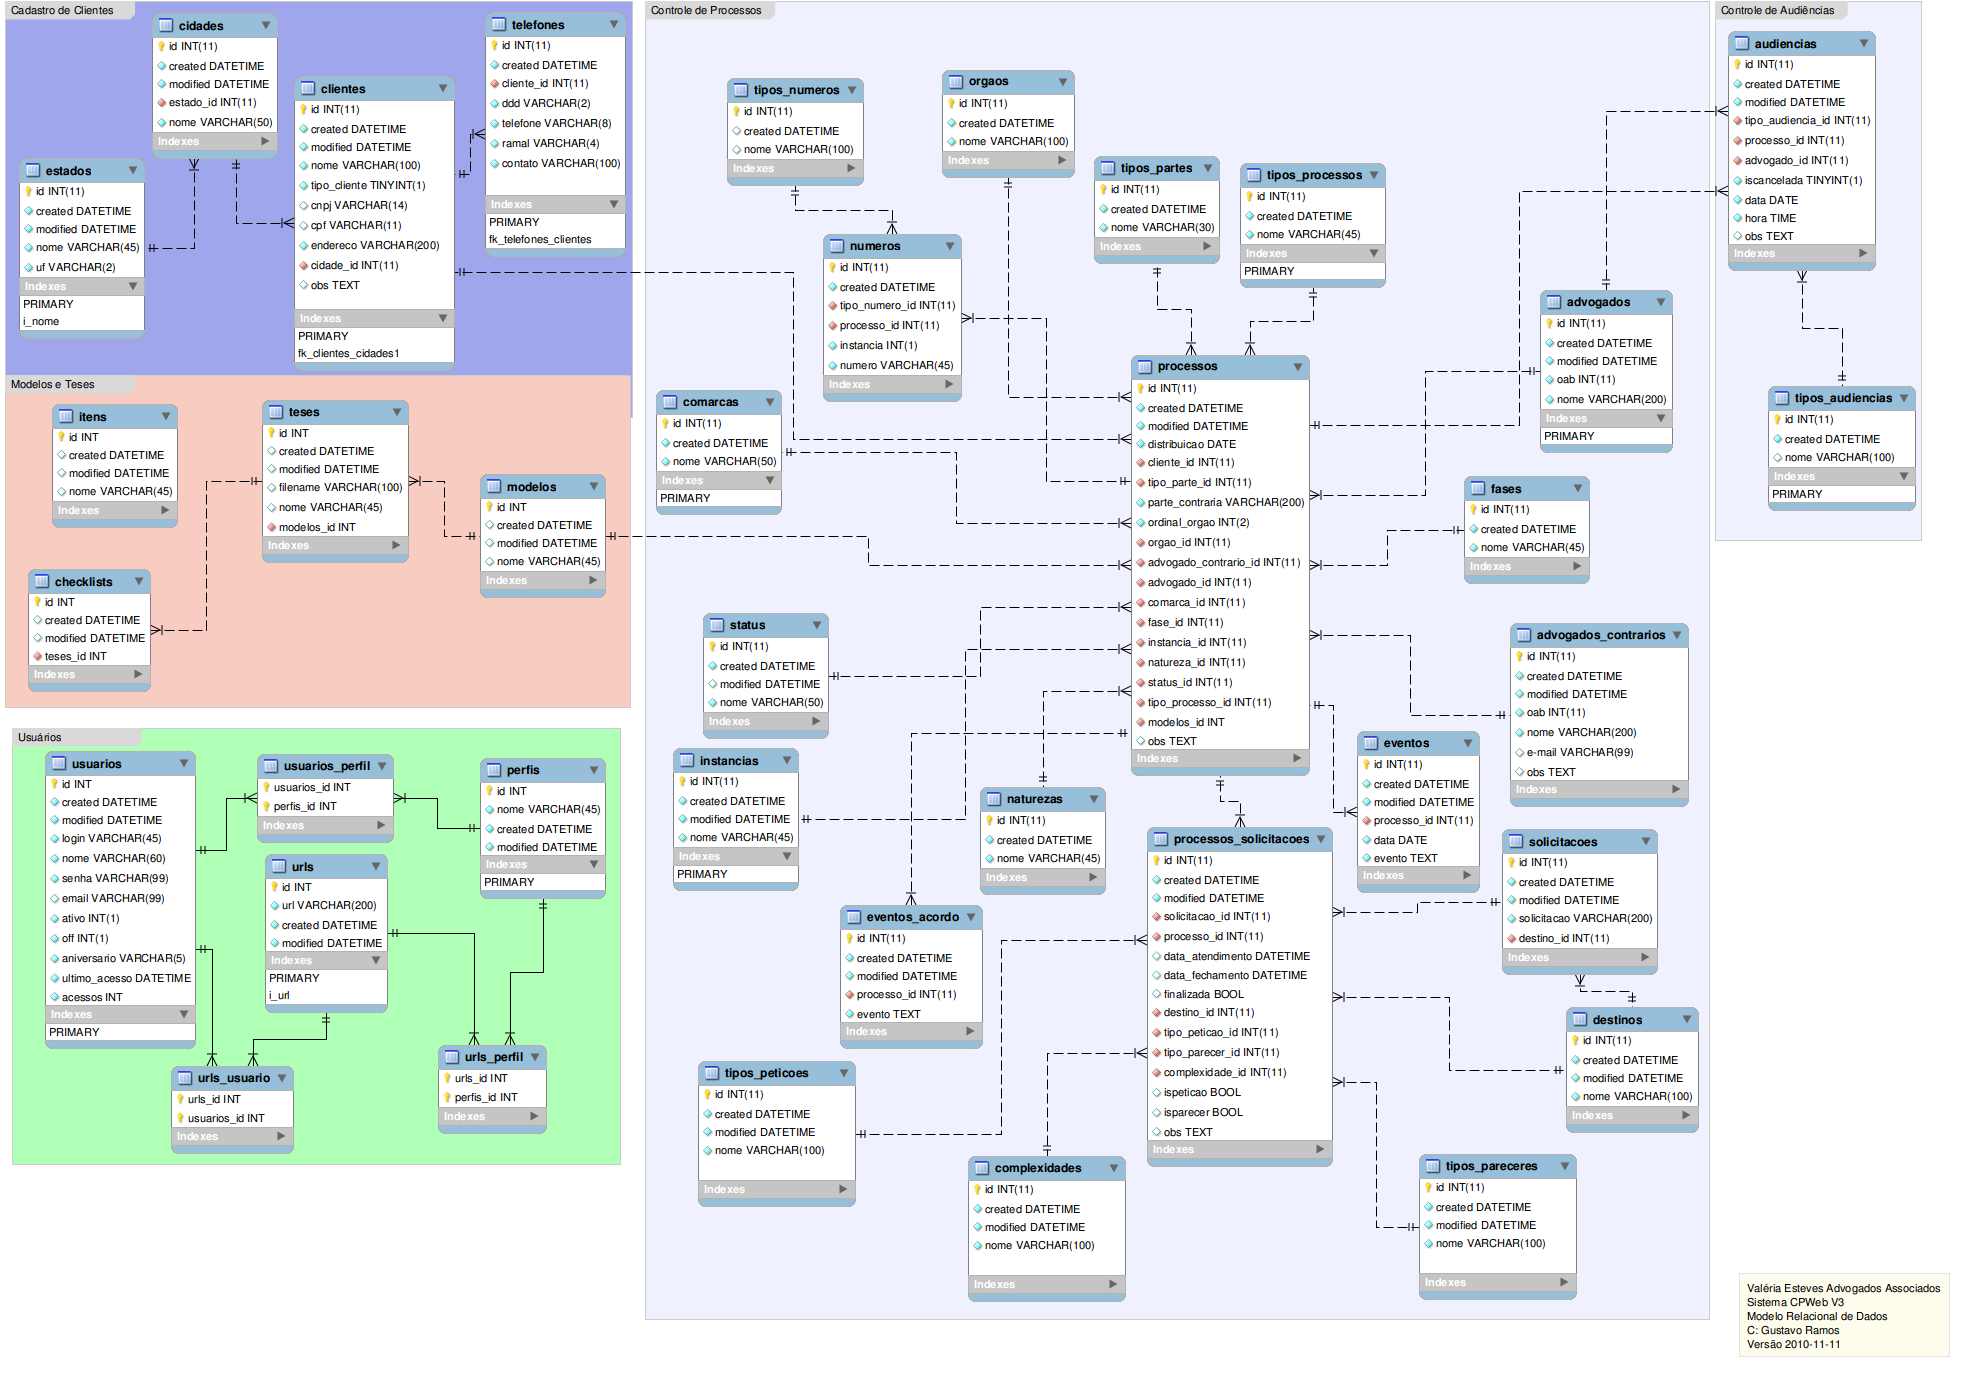 Cadastro de Clientes
cidades
id INT(11)
created DATETIME
modified DATETIME
estado_id INT(11)
nome VARCHAR(50)
Indexes
estados
id INT(11)
created DATETIME
modified DATETIME
nome VARCHAR(45)
uf VARCHAR(2)
Indexes
PRIMARY
i_nome
clientes
id INT(11)
created DATETIME
modified DATETIME
nome VARCHAR(100)
tipo_cliente TINYINT(1)
cnpj VARCHAR(14)
cpf VARCHAR(11)
endereco VARCHAR(200)
cidade_id INT(11)
obs TEXT
Indexes
PRIMARY
fk_clientes_cidades1
telefones
id INT(11)
created DATETIME
cliente_id INT(11)
ddd VARCHAR(2)
telefone VARCHAR(8)
ramal VARCHAR(4)
contato VARCHAR(100)
Indexes
PRIMARY
fk_telefones_clientes
Modelos e Teses
itens
id INT
created DATETIME
modified DATETIME
nome VARCHAR(45)
Indexes
teses
id INT
created DATETIME
modified DATETIME
filename VARCHAR(100)
nome VARCHAR(45)
modelos_id INT
Indexes
modelos
id INT
created DATETIME
modified DATETIME
nome VARCHAR(45)
Indexes
checklists
id INT
created DATETIME
modified DATETIME
teses_id INT
Indexes
Usuários
usuarios
id INT
created DATETIME
modified DATETIME
login VARCHAR(45)
nome VARCHAR(60)
senha VARCHAR(99)
email VARCHAR(99)
ativo INT(1)
off INT(1)
aniversario VARCHAR(5)
ultimo_acesso DATETIME
acessos INT
Indexes
PRIMARY
usuarios_perfil
usuarios_id INT
perfis_id INT
Indexes
perfis
id INT
nome VARCHAR(45)
created DATETIME
modified DATETIME
Indexes
PRIMARY
urls
id INT
url VARCHAR(200)
created DATETIME
modified DATETIME
Indexes
PRIMARY
i_url
urls_usuario
urls_id INT
usuarios_id INT
Indexes
urls_perfil
urls_id INT
perfis_id INT
Indexes
Controle de Processos
tipos_numeros
id INT(11)
created DATETIME
nome VARCHAR(100)
Indexes
orgaos
id INT(11)
created DATETIME
nome VARCHAR(100)
Indexes
tipos_partes
id INT(11)
created DATETIME
nome VARCHAR(30)
Indexes
tipos_processos
id INT(11)
created DATETIME
nome VARCHAR(45)
Indexes
PRIMARY
numeros
id INT(11)
created DATETIME
tipo_numero_id INT(11)
processo_id INT(11)
instancia INT(1)
numero VARCHAR(45)
Indexes
comarcas
id INT(11)
created DATETIME
nome VARCHAR(50)
Indexes
PRIMARY
processos
id INT(11)
created DATETIME
modified DATETIME
distribuicao DATE
cliente_id INT(11)
tipo_parte_id INT(11)
parte_contraria VARCHAR(200)
ordinal_orgao INT(2)
orgao_id INT(11)
advogado_contrario_id INT(11)
advogado_id INT(11)
comarca_id INT(11)
fase_id INT(11)
instancia_id INT(11)
natureza_id INT(11)
status_id INT(11)
tipo_processo_id INT(11)
modelos_id INT
obs TEXT
Indexes
advogados
id INT(11)
created DATETIME
modified DATETIME
oab INT(11)
nome VARCHAR(200)
Indexes
PRIMARY
fases
id INT(11)
created DATETIME
nome VARCHAR(45)
Indexes
status
id INT(11)
created DATETIME
modified DATETIME
nome VARCHAR(50)
Indexes
advogados_contrarios
id INT(11)
created DATETIME
modified DATETIME
oab INT(11)
nome VARCHAR(200)
e-mail VARCHAR(99)
obs TEXT
Indexes
instancias
id INT(11)
created DATETIME
modified DATETIME
nome VARCHAR(45)
Indexes
PRIMARY
naturezas
id INT(11)
created DATETIME
nome VARCHAR(45)
Indexes
eventos
id INT(11)
created DATETIME
modified DATETIME
processo_id INT(11)
data DATE
evento TEXT
Indexes
processos_solicitacoes
id INT(11)
created DATETIME
modified DATETIME
solicitacao_id INT(11)
processo_id INT(11)
data_atendimento DATETIME
data_fechamento DATETIME
finalizada BOOL
destino_id INT(11)
tipo_peticao_id INT(11)
tipo_parecer_id INT(11)
complexidade_id INT(11)
ispeticao BOOL
isparecer BOOL
obs TEXT
Indexes
solicitacoes
id INT(11)
created DATETIME
modified DATETIME
solicitacao VARCHAR(200)
destino_id INT(11)
Indexes
eventos_acordo
id INT(11)
created DATETIME
modified DATETIME
processo_id INT(11)
evento TEXT
Indexes
destinos
id INT(11)
created DATETIME
modified DATETIME
nome VARCHAR(100)
Indexes
tipos_peticoes
id INT(11)
created DATETIME
modified DATETIME
nome VARCHAR(100)
Indexes
complexidades
id INT(11)
created DATETIME
modified DATETIME
nome VARCHAR(100)
Indexes
tipos_pareceres
id INT(11)
created DATETIME
modified DATETIME
nome VARCHAR(100)
Indexes
Controle de Audiências
audiencias
id INT(11)
created DATETIME
modified DATETIME
tipo_audiencia_id INT(11)
processo_id INT(11)
advogado_id INT(11)
iscancelada TINYINT(1)
data DATE
hora TIME
obs TEXT
Indexes
tipos_audiencias
id INT(11)
created DATETIME
nome VARCHAR(100)
Indexes
PRIMARY
Valéria Esteves Advogados Associados
Sistema CPWeb V3
Modelo Relacional de Dados
C: Gustavo Ramos
Versão 2010-11-11